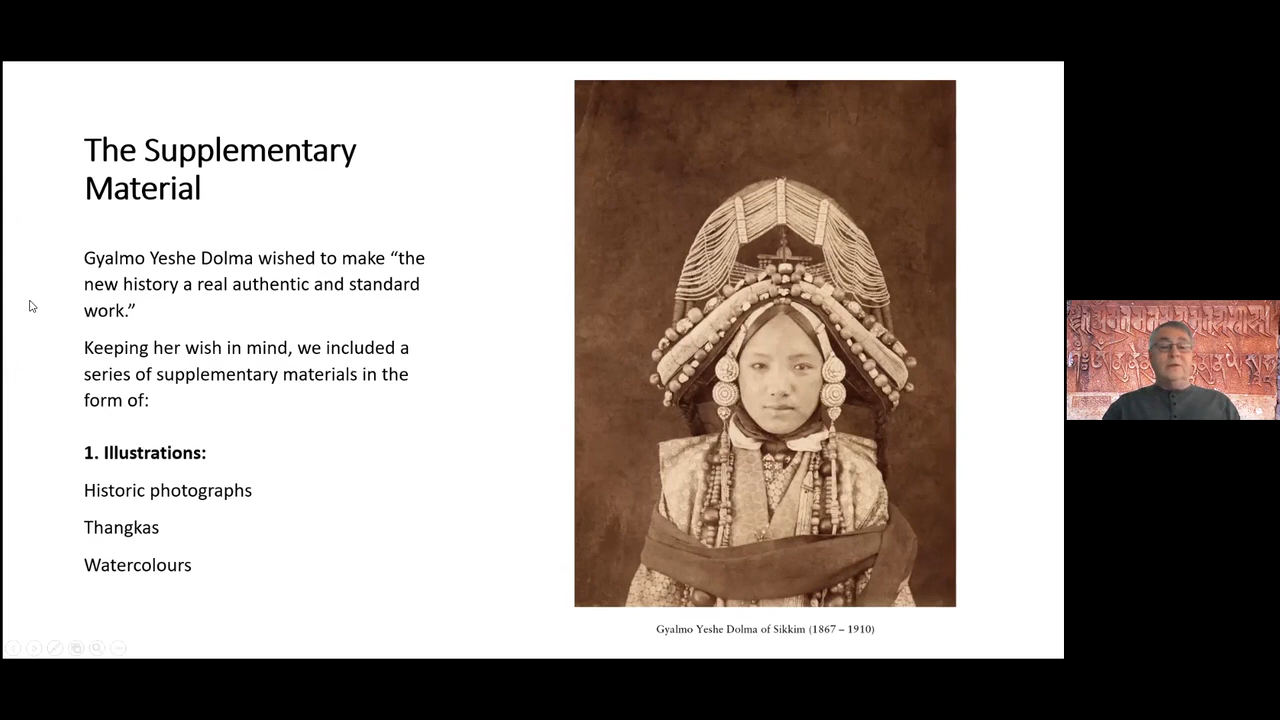 The Supplementary
Material
Gyalmo Yeshe Dolma wished to make “the
new history a real authentic and standard
work.”
Keeping her wish in mind, we included a
series of supplementary materials in the
form of:
1. Illustrations:
Historic photographs
Thangkas
Watercolours
Gyalmo Yeshe Dolma of Sikkim (1867 – 1910)